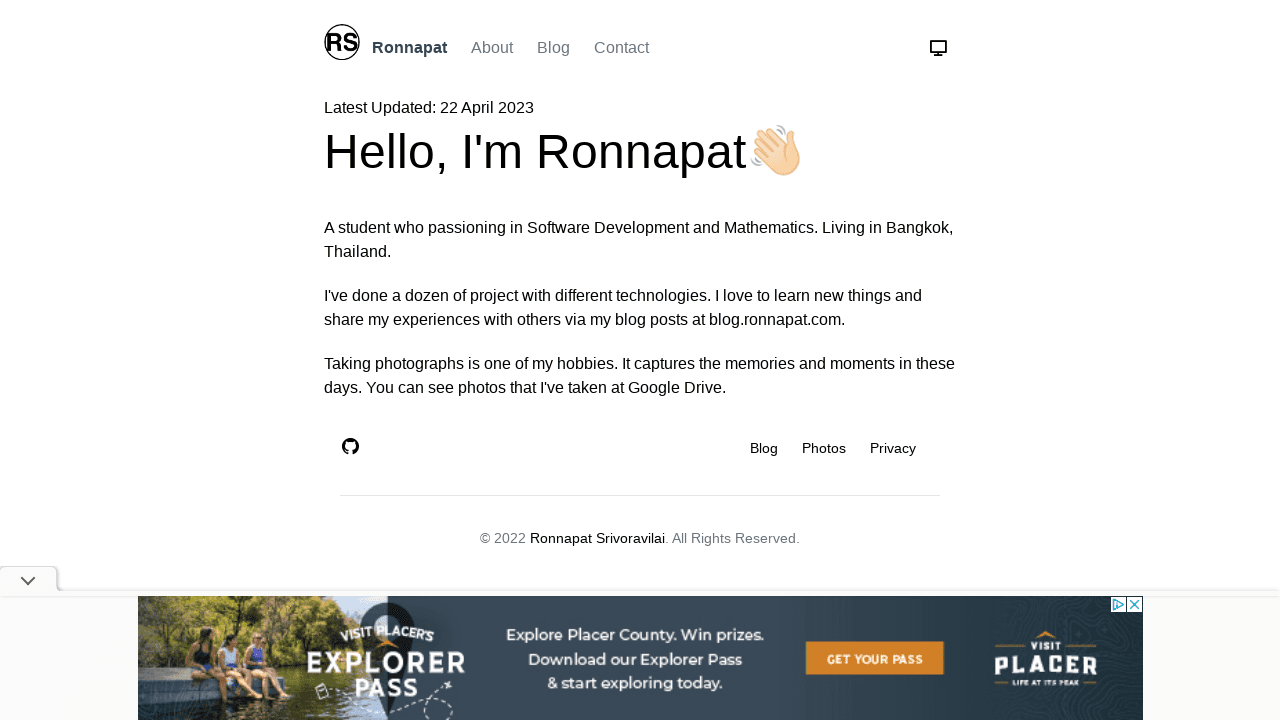 RS
Ronnapat About Blog Contact
Latest Updated: 22 April 2023
Hello, I'm Ronnapat👋🏻
A student who passioning in Software Development and Mathematics. Living in Bangkok,
Thailand.
I've done a dozen of project with different technologies. I love to learn new things and
share my experiences with others via my blog posts at blog.ronnapat.com.
Taking photographs is one of my hobbies. It captures the memories and moments in these
days. You can see photos that I've taken at Google Drive.
Blog Photos Privacy
© 2022 Ronnapat Srivoravilai. All Rights Reserved.
VISIT PLACER'S
EXPLORER
PASS
Explore Placer County. Win prizes.
Download our Explorer Pass
& start exploring today.
GET YOUR PASS
VISIT
PLACER
LIFE AT ITS PEAK